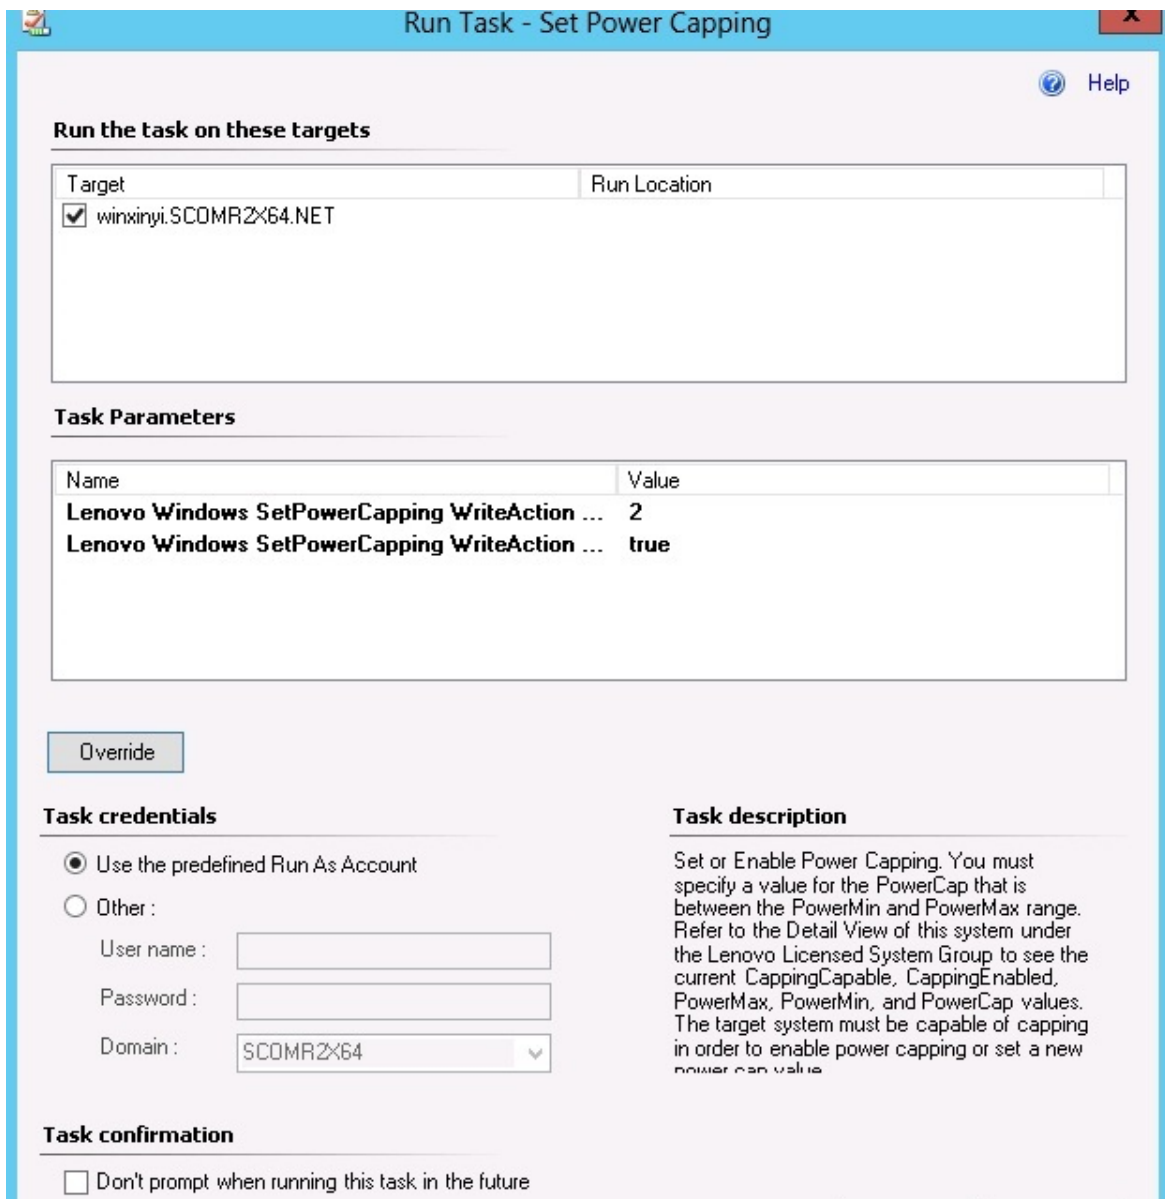 Run Task - Set Power Capping
x
Help
Run the task on these targets
Target Run Location
winxinyi.SCOMR2X64.NET
Task Parameters
Name Value
Lenovo Windows SetPowerCapping WriteAction ... 2
Lenovo Windows SetPowerCapping WriteAction ... true
Override
Task credentials
Use the predefined Run As Account
Other :
User name :
Password :
Domain : SCOMR2X64
Task description
Set or Enable Power Capping. You must
specify a value for the PowerCap that is
between the PowerMin and PowerMax range.
Refer to the Detail View of this system under
the Lenovo Licensed System Group to see the
current CappingCapable, CappingEnabled,
PowerMax, PowerMin, and PowerCap values.
The target system must be capable of capping
in order to enable power capping or set a new
power cap value
Task confirmation
Don't prompt when running this task in the future